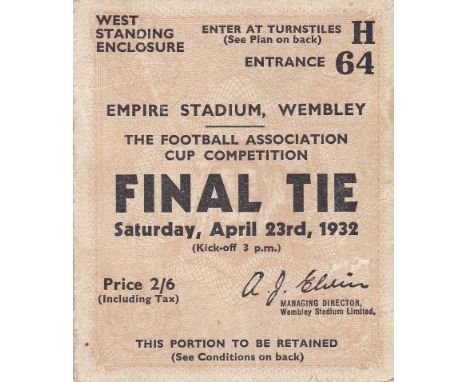 WEST
STANDING
ENCLOSURE
ENTER AT TURNSTILES
(See Plan on back)
H
ENTRANCE 64
EMPIRE STADIUM, WEMBLEY
THE FOOTBALL ASSOCIATION
CUP COMPETITION
FINAL TIE
Saturday, April 23rd, 1932
(Kick-off 3 p.m.)
Price 2/6
(Including Tax)
A. J. Elvin
MANAGING DIRECTOR,
Wembley Stadium Limited.
THIS PORTION TO BE RETAINED
(See Conditions on back)